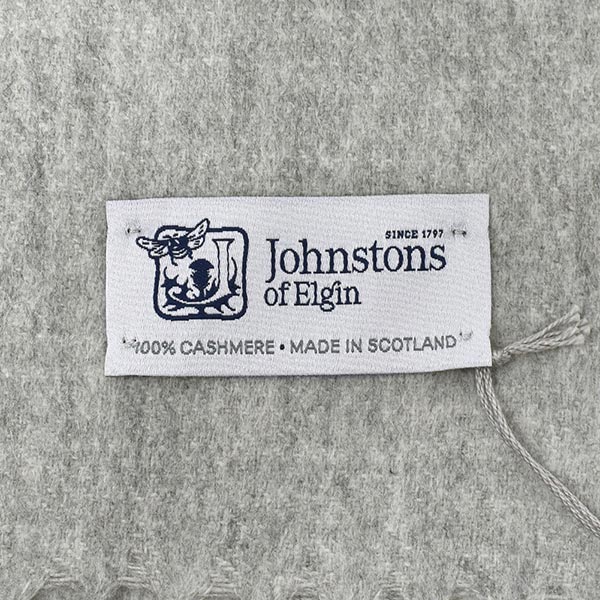 SINCE 1797
Johnstons
of Elgin
100% CASHMERE • MADE IN SCOTLAND